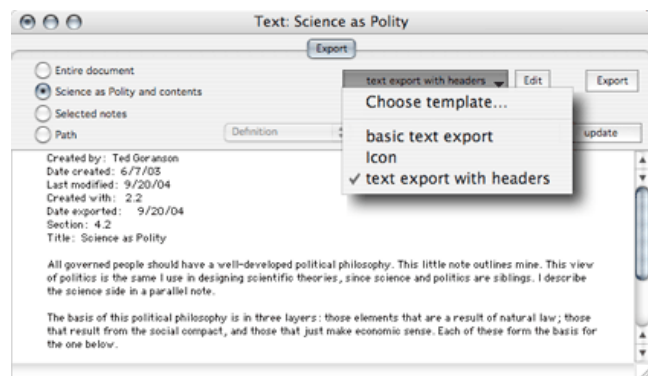 Text: Science as Polity
Export
Entire document
text export with headers Edit Export
Science as Polity and contents
Choose template...
Selected notes
Path Definition basic text export update
Icon
✓ text export with headers
Created by: Ted Goranson
Date created: 6/7/03
Last modified: 9/20/04
Created with: 2.2
Date exported: 9/20/04
Section: 4.2
Title: Science as Polity
All governed people should have a well-developed political philosophy. This little note outlines mine. This view
of politics is the same I use in designing scientific theories, since science and politics are siblings. I describe
the science side in a parallel note.
The basis of this political philosophy is in three layers: those elements that are a result of natural law; those
that result from the social compact, and those that just make economic sense. Each of these form the basis for
the one below.